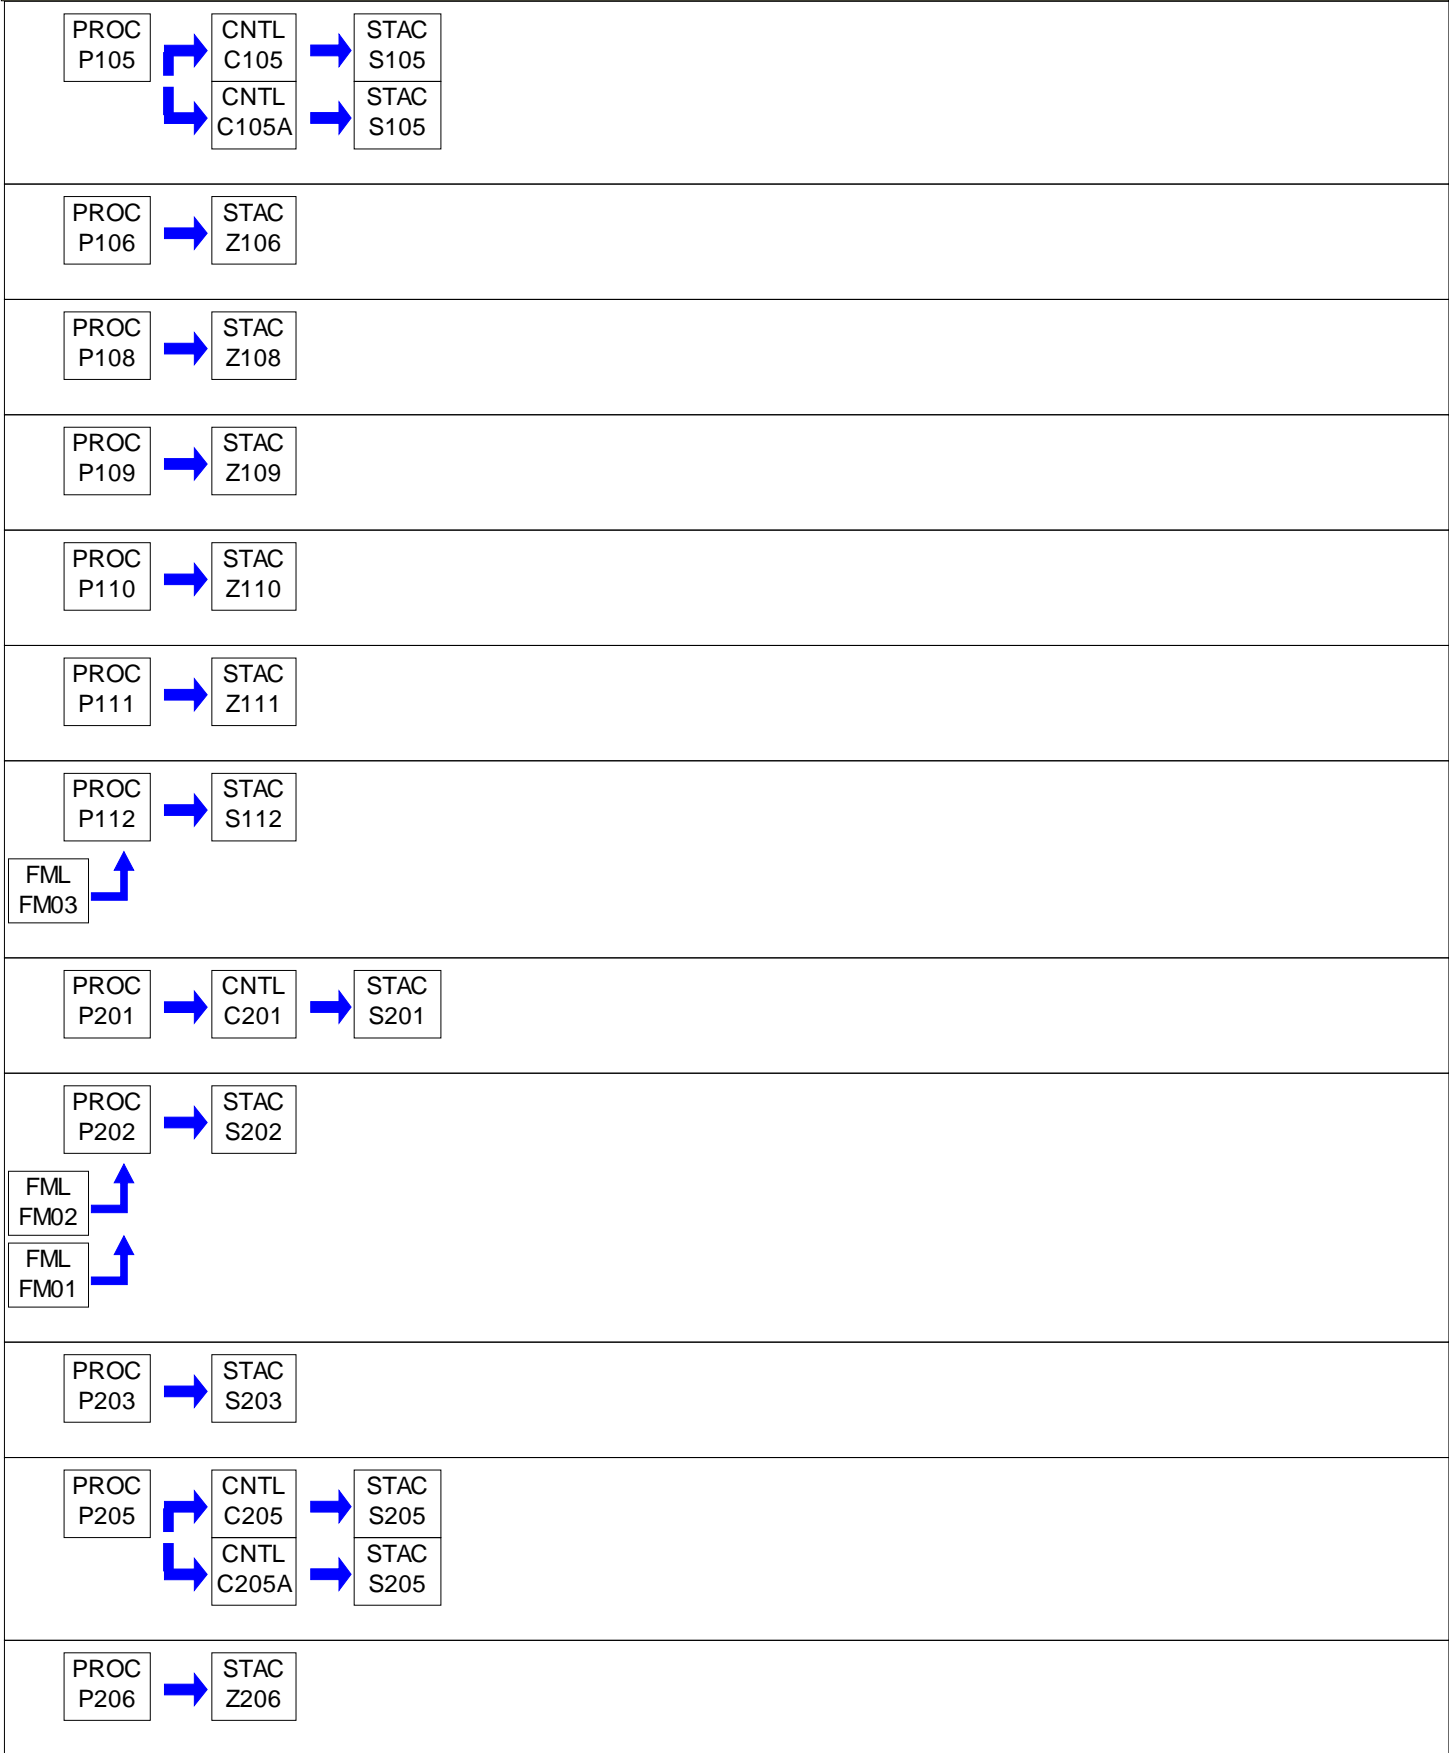 PROC
P105
CNTL
C105
STAC
S105
CNTL
C105A
STAC
S105
PROC
P106
STAC
Z106
PROC
P108
STAC
Z108
PROC
P109
STAC
Z109
PROC
P110
STAC
Z110
PROC
P111
STAC
Z111
PROC
P112
STAC
S112
FML
FM03
PROC
P201
CNTL
C201
STAC
S201
PROC
P202
STAC
S202
FML
FM02
FML
FM01
PROC
P203
STAC
S203
PROC
P205
CNTL
C205
STAC
S205
CNTL
C205A
STAC
S205
PROC
P206
STAC
Z206